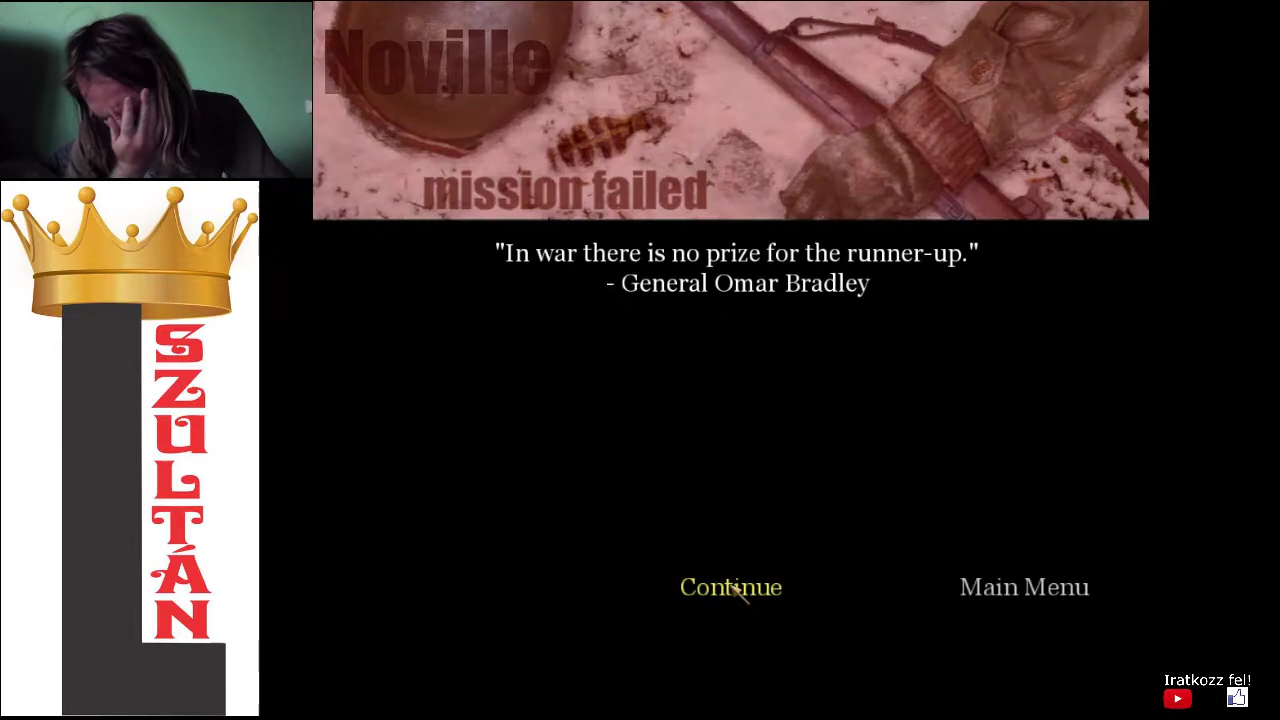 Noville
mission failed
"In war there is no prize for the runner-up."
- General Omar Bradley
L
SZULTÁN
Continue
Main Menu
Iratkozz fel!